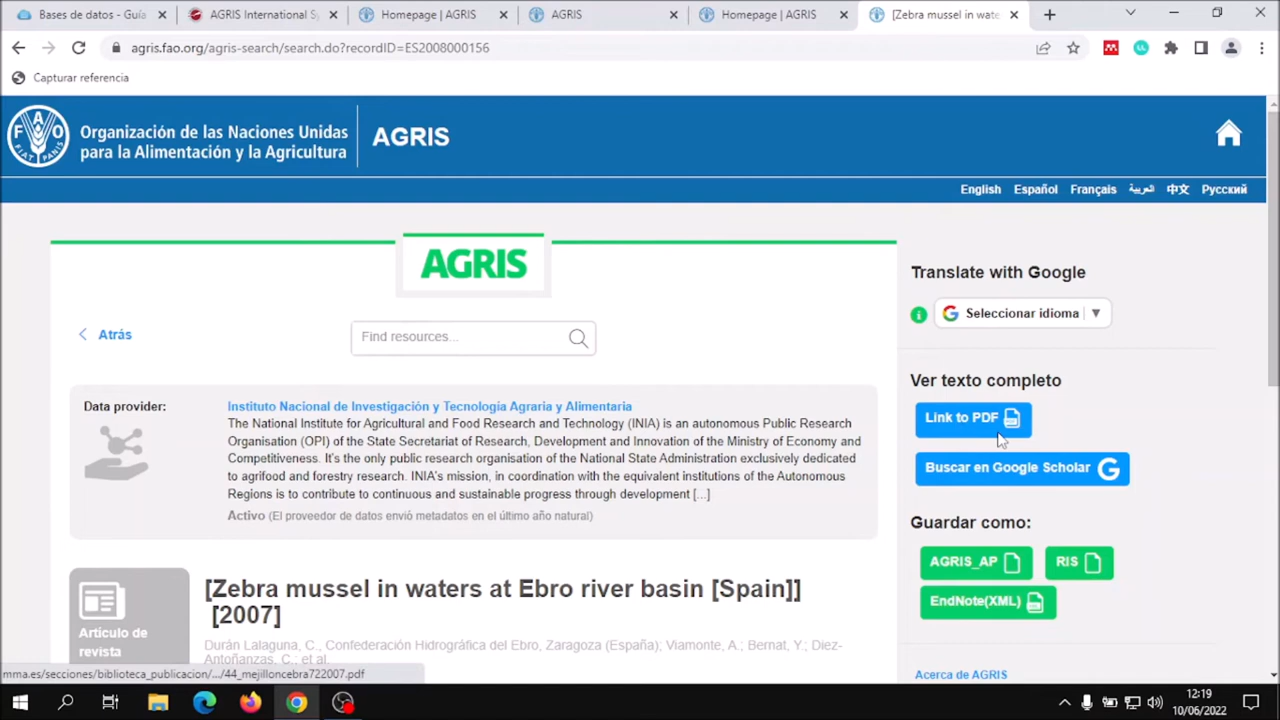 Bases de datos - Guía
AGRIS International Sy
Homepage | AGRIS
AGRIS
Homepage | AGRIS
[Zebra mussel in wate
agris.fao.org/agris-search/search.do?recordID=ES2008000156
Capturar referencia
FAO
FIAT PANIS
Organización de las Naciones Unidas
para la Alimentación y la Agricultura
AGRIS
English Español Français العربية 中文 Русский
AGRIS
Translate with Google
Seleccionar idioma
Atrás
Find resources...
Ver texto completo
Link to PDF
Buscar en Google Scholar
Data provider:
Instituto Nacional de Investigación y Tecnología Agraria y Alimentaria
The National Institute for Agricultural and Food Research and Technology (INIA) is an autonomous Public Research
Organisation (OPI) of the State Secretariat of Research, Development and Innovation of the Ministry of Economy and
Competitiveness. It's the only public research organisation of the National State Administration exclusively dedicated
to agrifood and forestry research. INIA's mission, in coordination with the equivalent institutions of the Autonomous
Regions is to contribute to continuous and sustainable progress through development [...]
Activo (El proveedor de datos envió metadatos en el último año natural)
Guardar como:
AGRIS_AP
RIS
EndNote(XML)
Artículo de
revista
[Zebra mussel in waters at Ebro river basin [Spain]]
[2007]
Durán Lalaguna, C., Confederación Hidrográfica del Ebro, Zaragoza (España); Viamonte, A.; Bernat, Y.; Diez-
Antoñanzas, C.; et al.
Acerca de AGRIS
mma.es/secciones/biblioteca_publicacion/.../44_mejilloncebra722007.pdf
12:19
10/06/2022